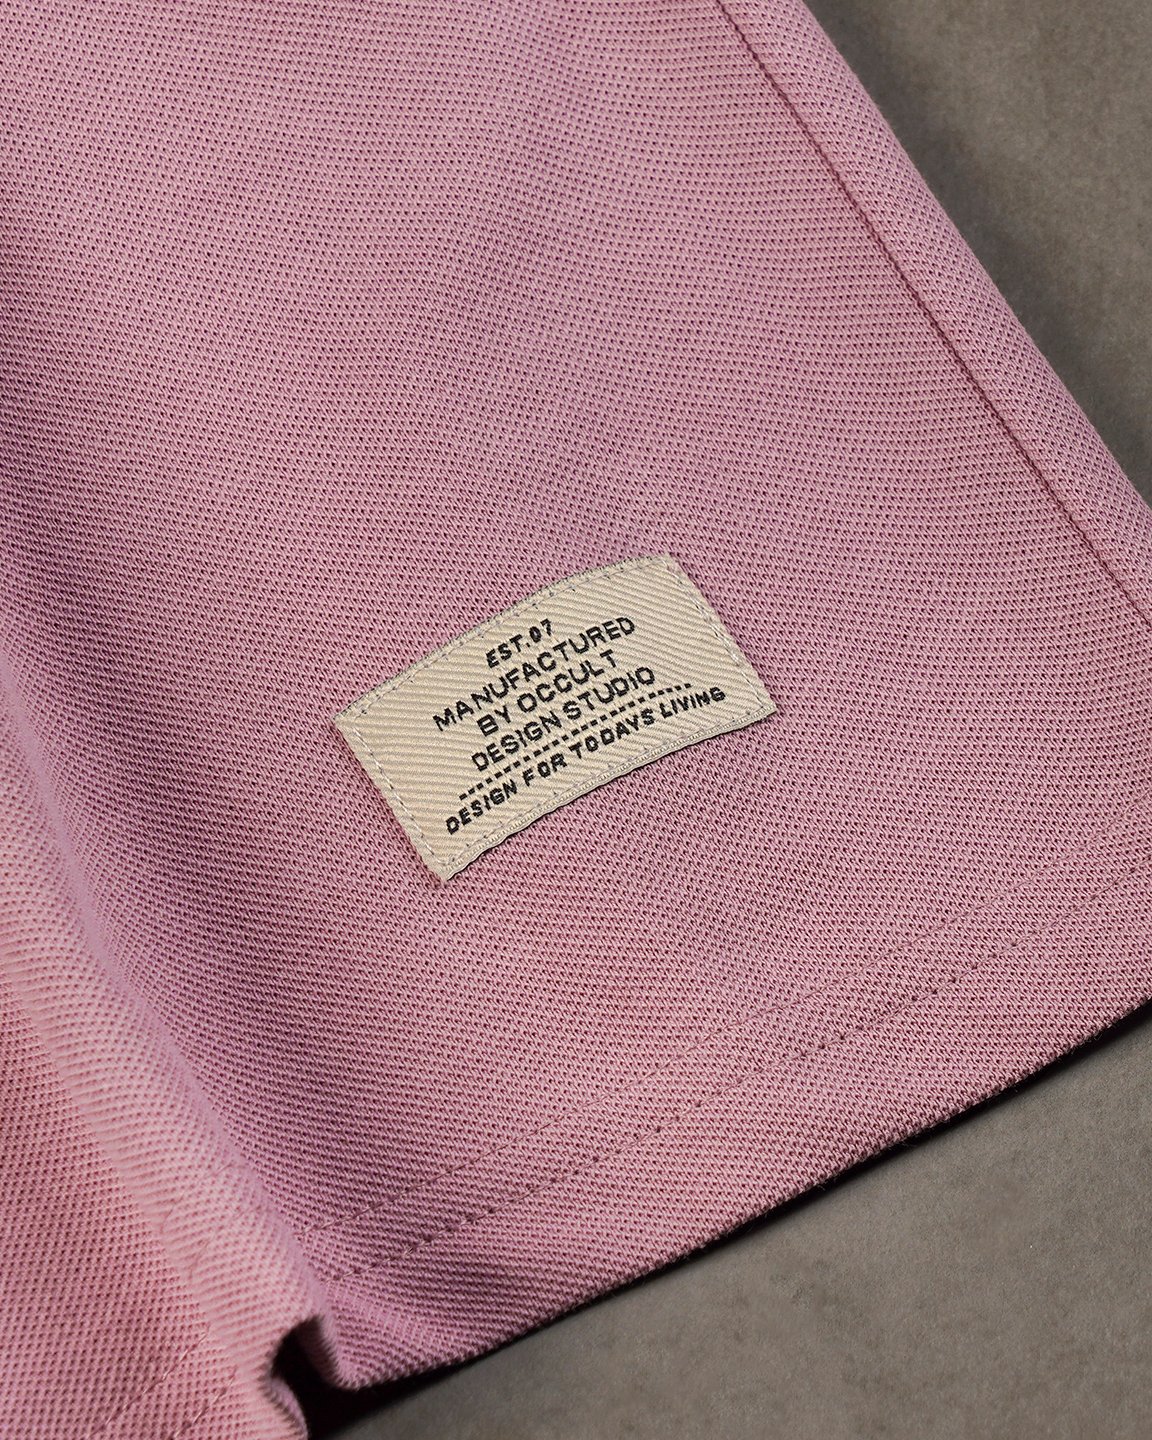 EST.07
MANUFACTURED
BY OCCULT
DESIGN STUDIO
DESIGN FOR TODAYS LIVING